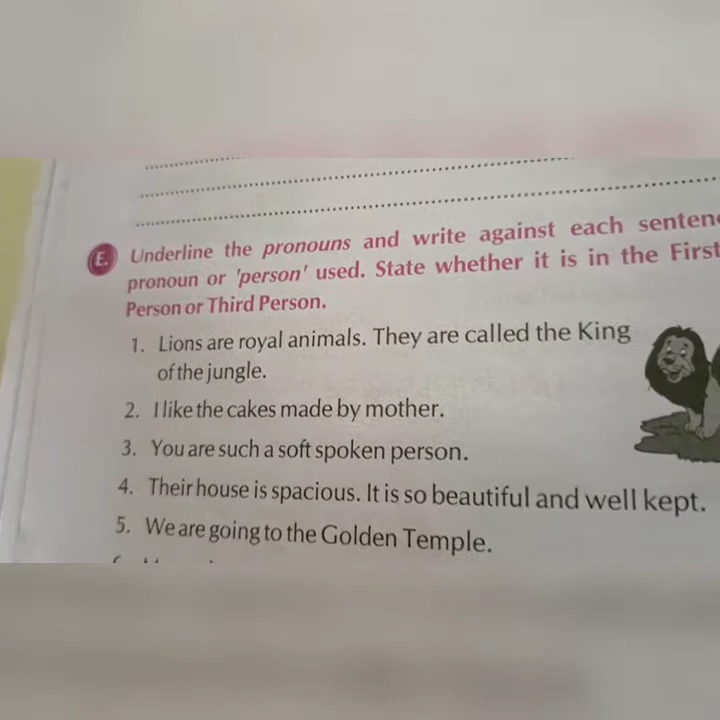 E. Underline the pronouns and write against each
pronoun or 'person' used. State whether it is in the First
Person or Third Person.
1. Lions are royal animals. They are called the King
of the jungle.
2. I like the cakes made by mother.
3. You are such a soft spoken person.
4. Their house is spacious. It is so beautiful and well kept.
5. We are going to the Golden Temple.